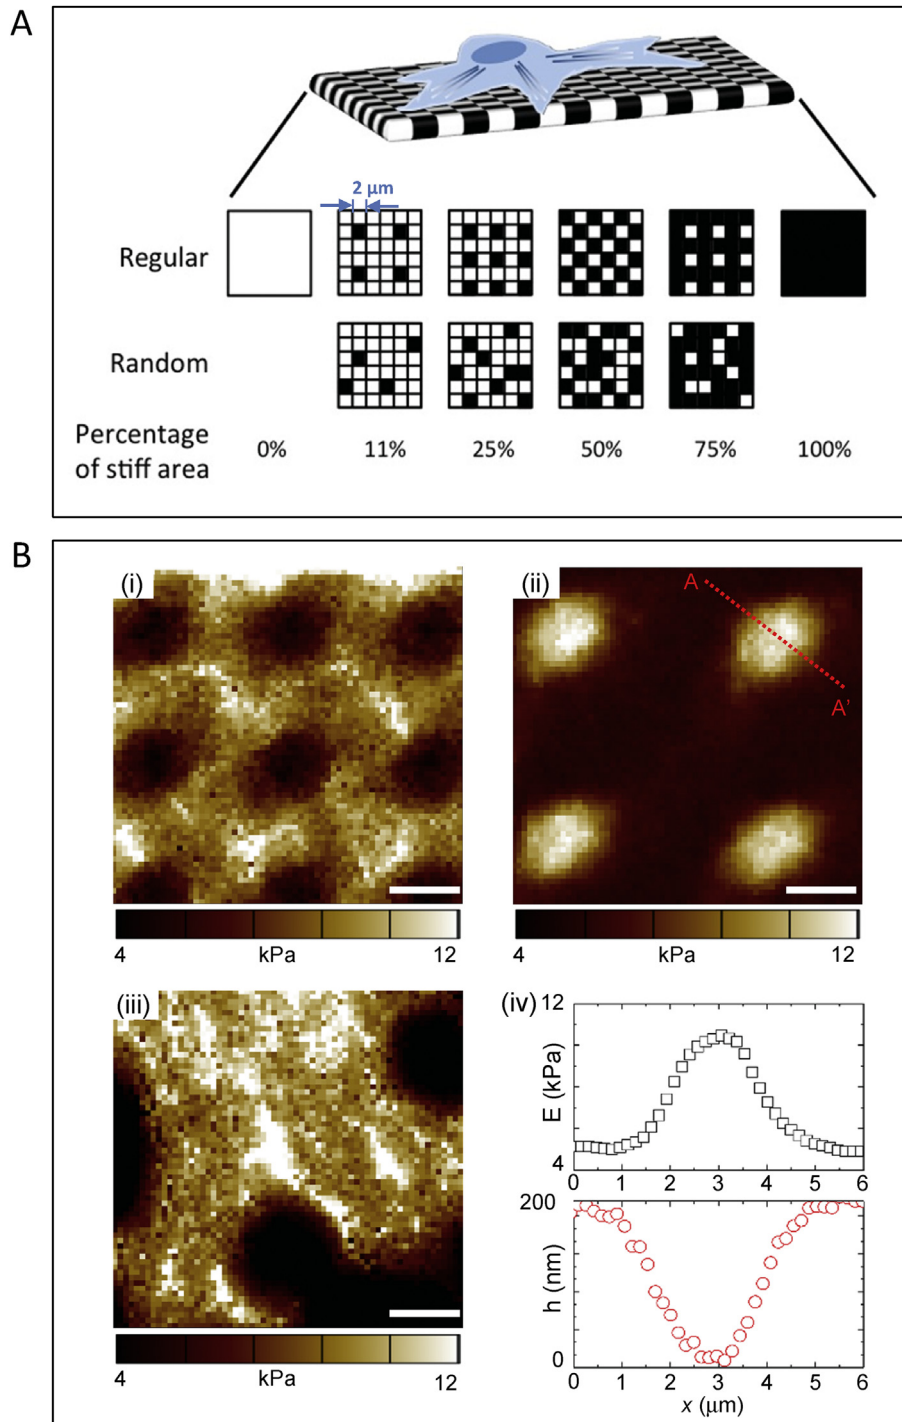 A
2 μm
Regular
Random
Percentage
of stiff area
0% 11% 25% 50% 75% 100%
B
(i)
4 kPa 12
(ii)
A
A'
4 kPa 12
(iii)
4 kPa 12
(iv)
12
E (kPa)
4
0 1 2 3 4 5 6
200
h (nm)
0
0 1 2 3 4 5 6
x (μm)